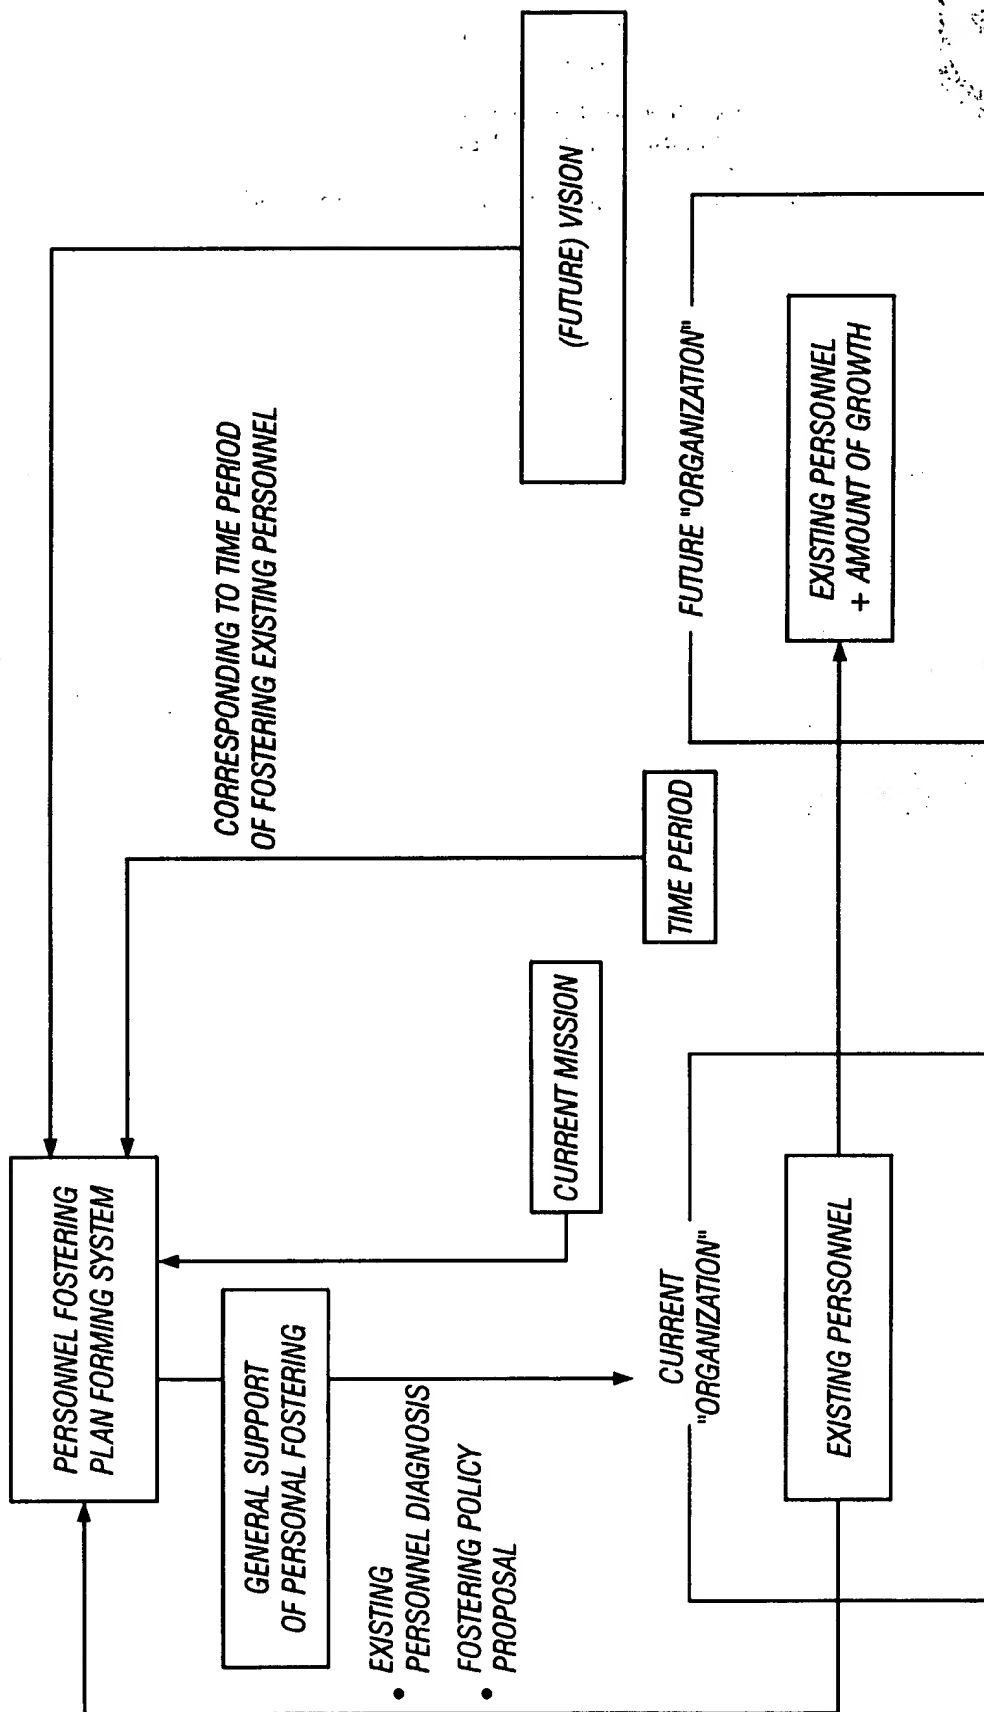 PERSONNEL FOSTERING
PLAN FORMING SYSTEM
GENERAL SUPPORT
OF PERSONAL FOSTERING
• EXISTING
PERSONNEL DIAGNOSIS
• FOSTERING POLICY
PROPOSAL
CORRESPONDING TO TIME PERIOD
OF FOSTERING EXISTING PERSONNEL
CURRENT MISSION
TIME PERIOD
(FUTURE) VISION
CURRENT
"ORGANIZATION"
EXISTING PERSONNEL
FUTURE "ORGANIZATION"
EXISTING PERSONNEL
+ AMOUNT OF GROWTH